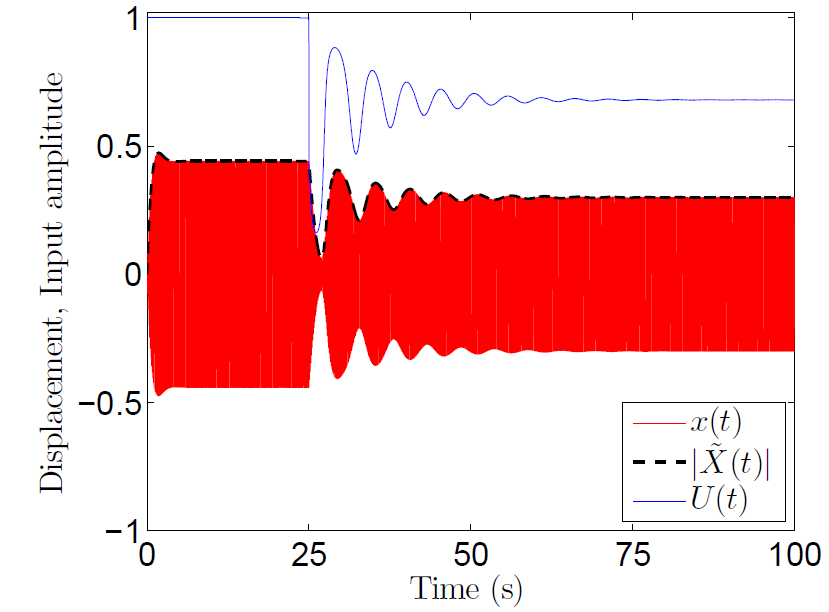 Displacement, Input amplitude
1
0.5
0
−0.5
−1
x(t)
|X̃(t)|
U(t)
0 25 50 75 100
Time (s)